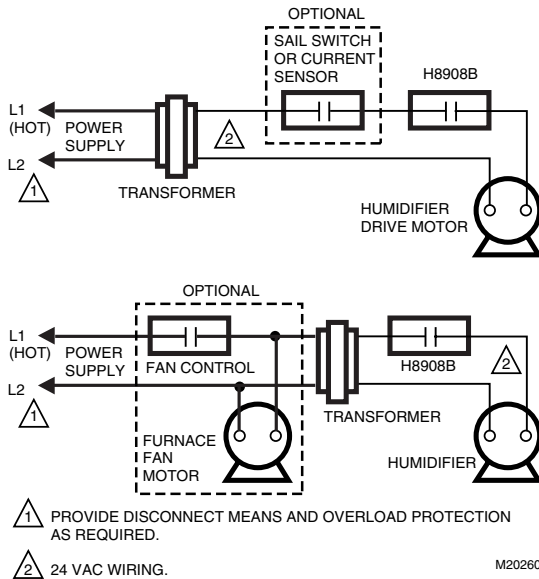 OPTIONAL
SAIL SWITCH
OR CURRENT
SENSOR
H8908B
L1
(HOT)
POWER
SUPPLY
L2
1
2
TRANSFORMER
HUMIDIFIER
DRIVE MOTOR
OPTIONAL
L1
(HOT)
POWER
SUPPLY
FAN CONTROL
H8908B
2
L2
1
TRANSFORMER
FURNACE
FAN
MOTOR
HUMIDIFIER
1 PROVIDE DISCONNECT MEANS AND OVERLOAD PROTECTION
AS REQUIRED.
2 24 VAC WIRING.
M20260